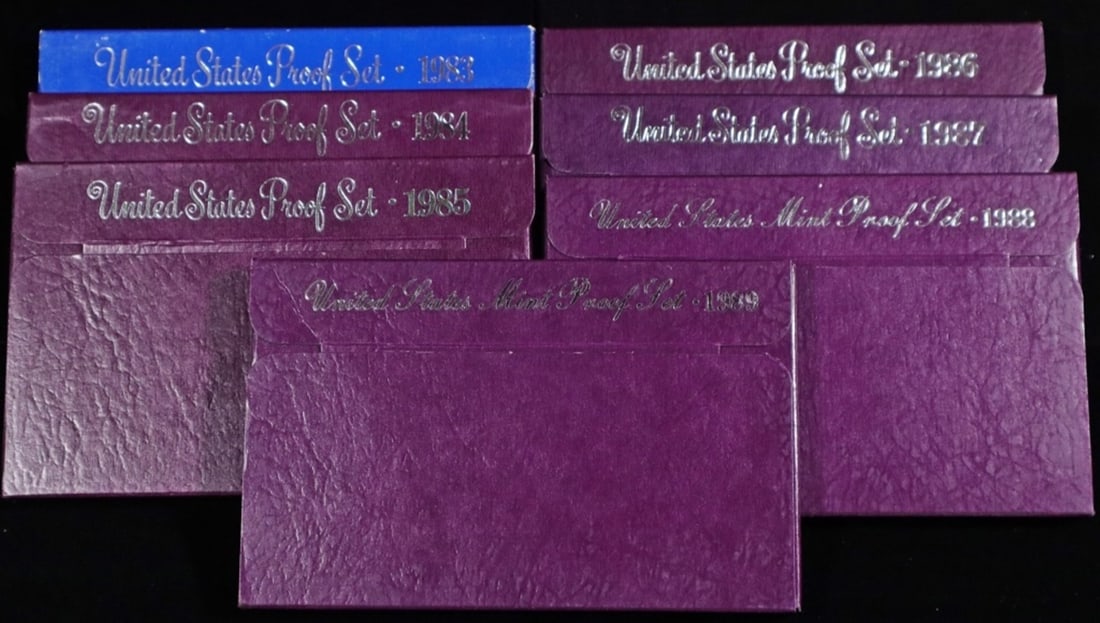 United States Proof Set · 1983
United States Proof Set · 1984
United States Proof Set · 1985
United States Proof Set · 1986
United States Proof Set · 1987
United States Mint Proof Set · 1988
United States Mint Proof Set · 1989